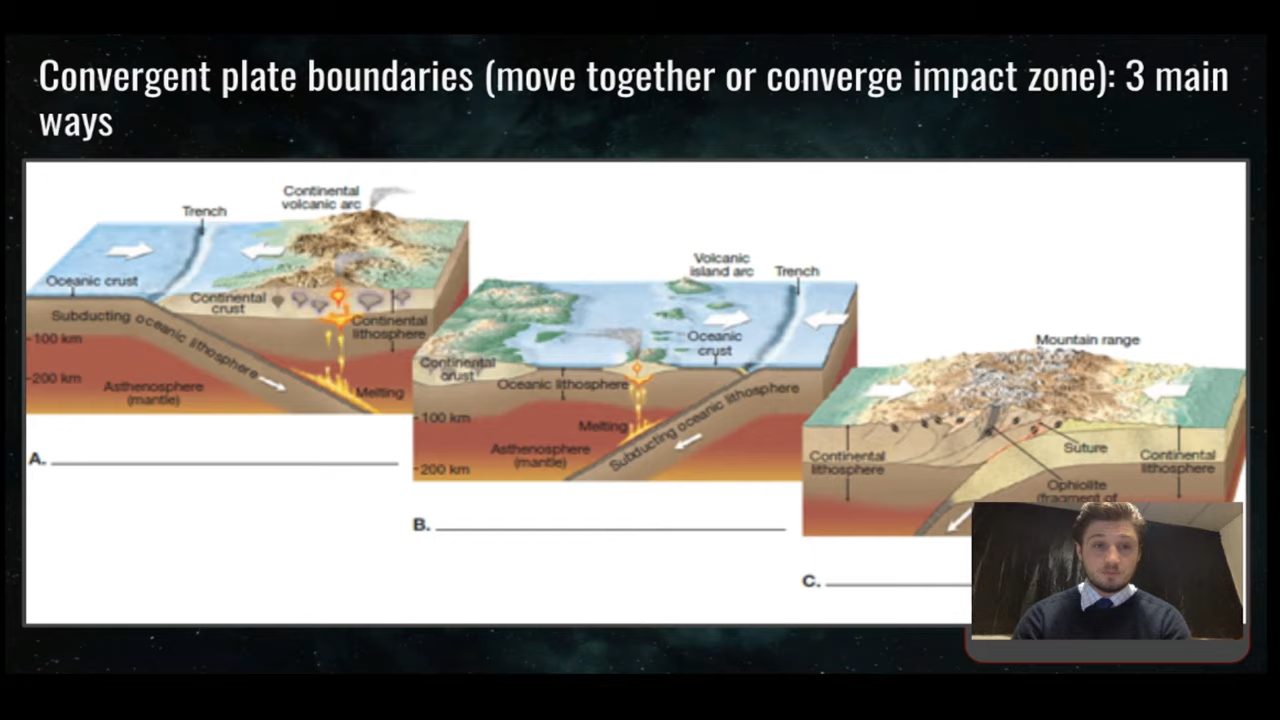 Convergent plate boundaries (move together or converge impact zone): 3 main
ways
Continental
volcanic arc
Trench
Oceanic crust
Continental
crust
Subducting oceanic lithosphere
Continental
lithosphere
100 km
200 km
Asthenosphere
(mantle)
Melting
A.
Volcanic
island arc
Trench
Oceanic
crust
Continental
crust
Oceanic lithosphere
100 km
Melting
Subducting oceanic lithosphere
Asthenosphere
(mantle)
200 km
B.
Mountain range
Continental
lithosphere
Suture
Continental
lithosphere
Ophiolite
(fragment of
C.